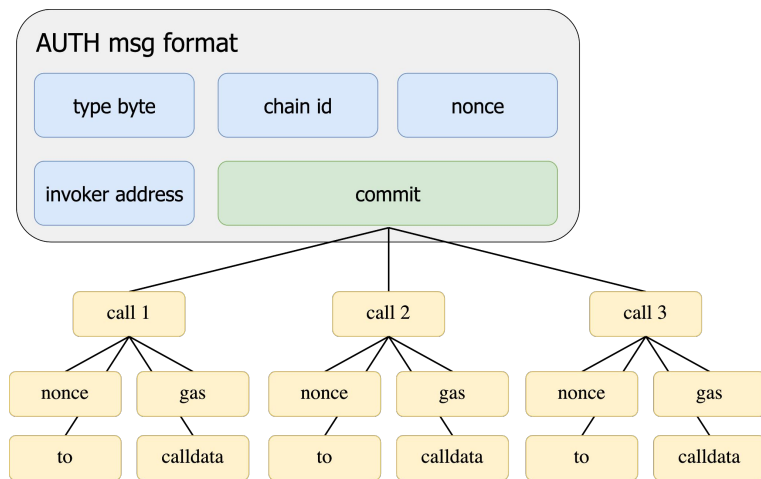 AUTH msg format
type byte
chain id
nonce
invoker address
commit
call 1
call 2
call 3
nonce
gas
nonce
gas
nonce
gas
to
calldata
to
calldata
to
calldata